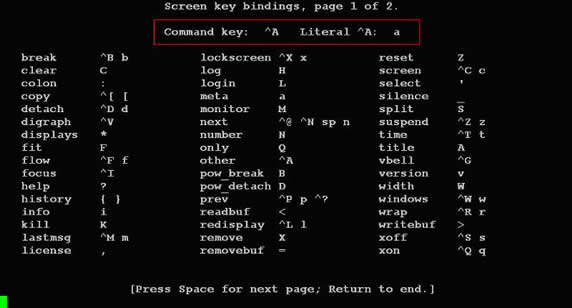 Screen key bindings, page 1 of 2.
Command key:  ^A   Literal ^A:  a
break      ^B b        lockscreen ^X x        reset      Z
clear      C           log        H           screen     ^C c
colon      :           login      L           select     '
copy       ^[ [        meta       a           silence    _
detach     ^D d        monitor    M           split      S
digraph    ^V          next       ^@ ^N sp n  suspend    ^Z z
displays   *           number     N           time       ^T t
fit        F           only       Q           title      A
flow       ^F f        other      ^A          vbell      ^G
focus      ^I          pow_break  B           version    v
help       ?           pow_detach D           width      W
history    { }         prev       ^P p ^?     windows    ^W w
info       i           readbuf    <           wrap       ^R r
kill       K           redisplay  ^L l        writebuf   >
lastmsg    ^M m        remove     X           xoff       ^S s
license    ,           removebuf  =           xon        ^Q q
[Press Space for next page; Return to end.]